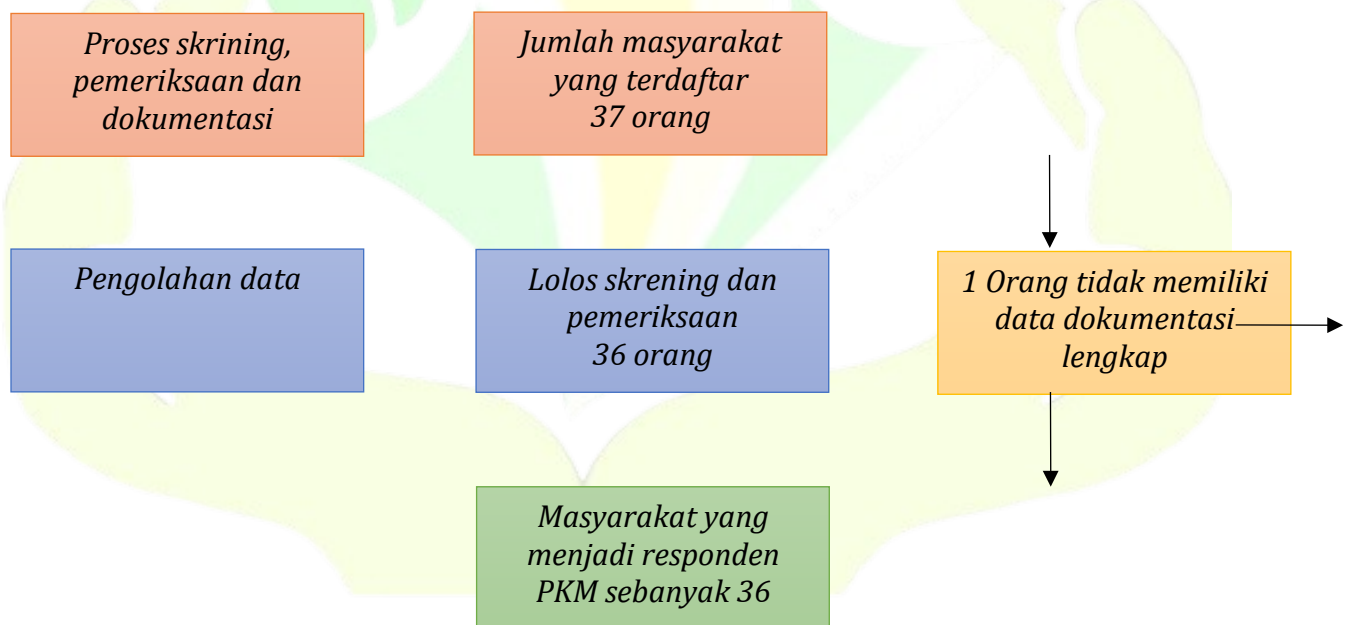 Proses skrining,
pemeriksaan dan
dokumentasi
Jumlah masyarakat
yang terdaftar
37 orang
Pengolahan data
Lolos skrening dan
pemeriksaan
36 orang
1 Orang tidak memiliki
data dokumentasi
lengkap
Masyarakat yang
menjadi responden
PKM sebanyak 36